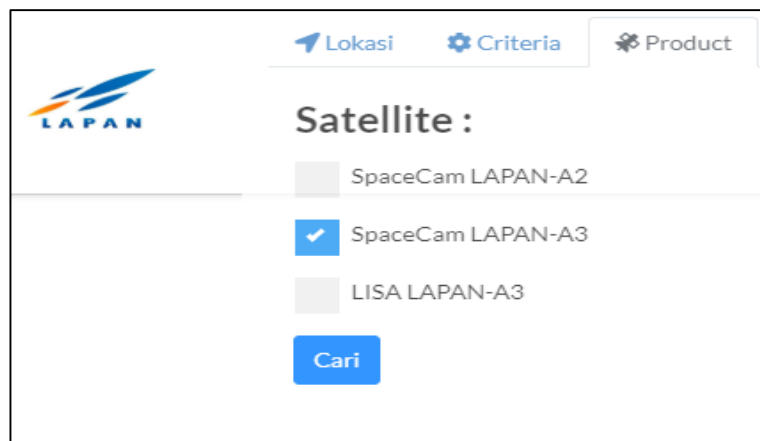 Lokasi Criteria Product
LAPAN
Satellite :
SpaceCam LAPAN-A2
SpaceCam LAPAN-A3
LISA LAPAN-A3
Cari